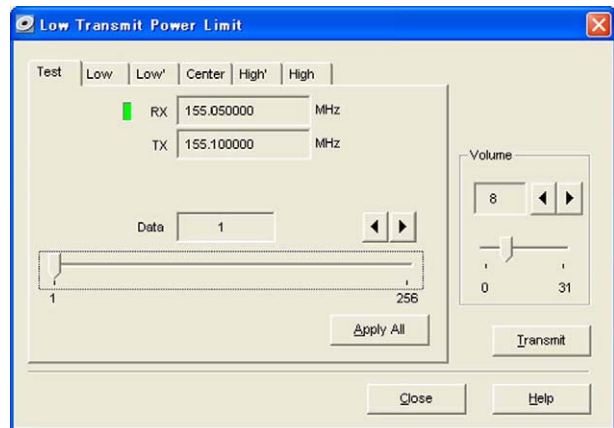 Low Transmit Power Limit
Test Low Low' Center High' High
RX 155.050000 MHz
TX 155.100000 MHz
Data 1
1 256
Apply All
Volume
8
0 31
Transmit
Close Help